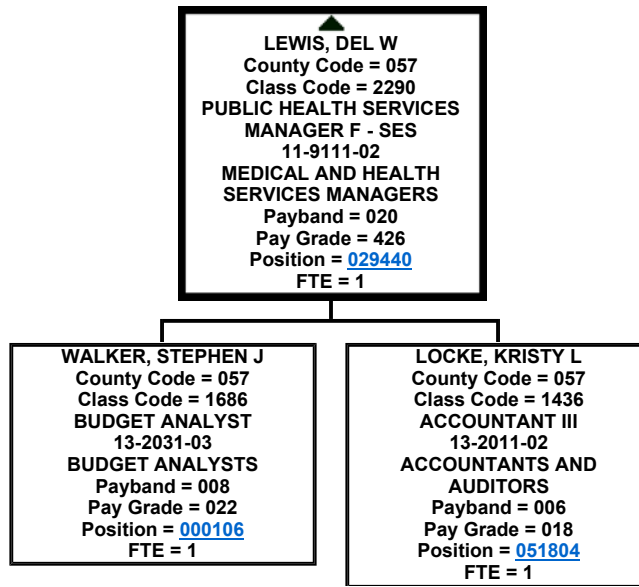 LEWIS, DEL W
County Code = 057
Class Code = 2290
PUBLIC HEALTH SERVICES
MANAGER F - SES
11-9111-02
MEDICAL AND HEALTH
SERVICES MANAGERS
Payband = 020
Pay Grade = 426
Position = 029440
FTE = 1
WALKER, STEPHEN J
County Code = 057
Class Code = 1686
BUDGET ANALYST
13-2031-03
BUDGET ANALYSTS
Payband = 008
Pay Grade = 022
Position = 000106
FTE = 1
LOCKE, KRISTY L
County Code = 057
Class Code = 1436
ACCOUNTANT III
13-2011-02
ACCOUNTANTS AND
AUDITORS
Payband = 006
Pay Grade = 018
Position = 051804
FTE = 1